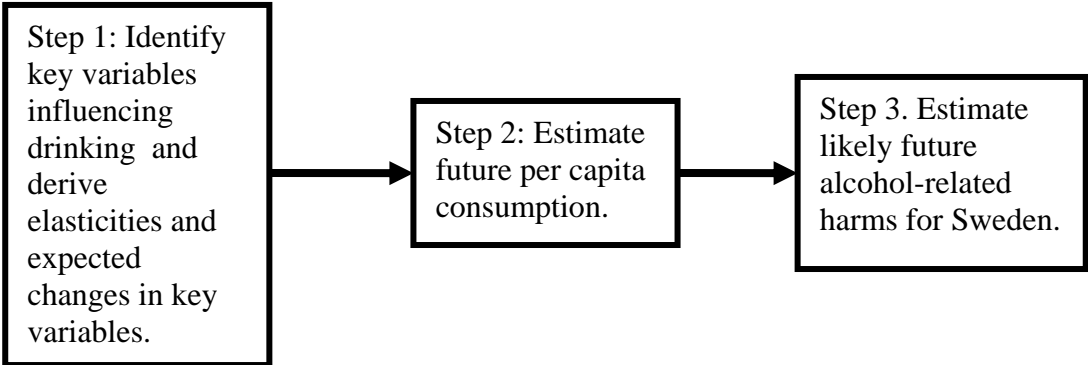 Step 1: Identify
key variables
influencing
drinking and
derive
elasticities and
expected
changes in key
variables.
Step 2: Estimate
future per capita
consumption.
Step 3. Estimate
likely future
alcohol-related
harms for Sweden.